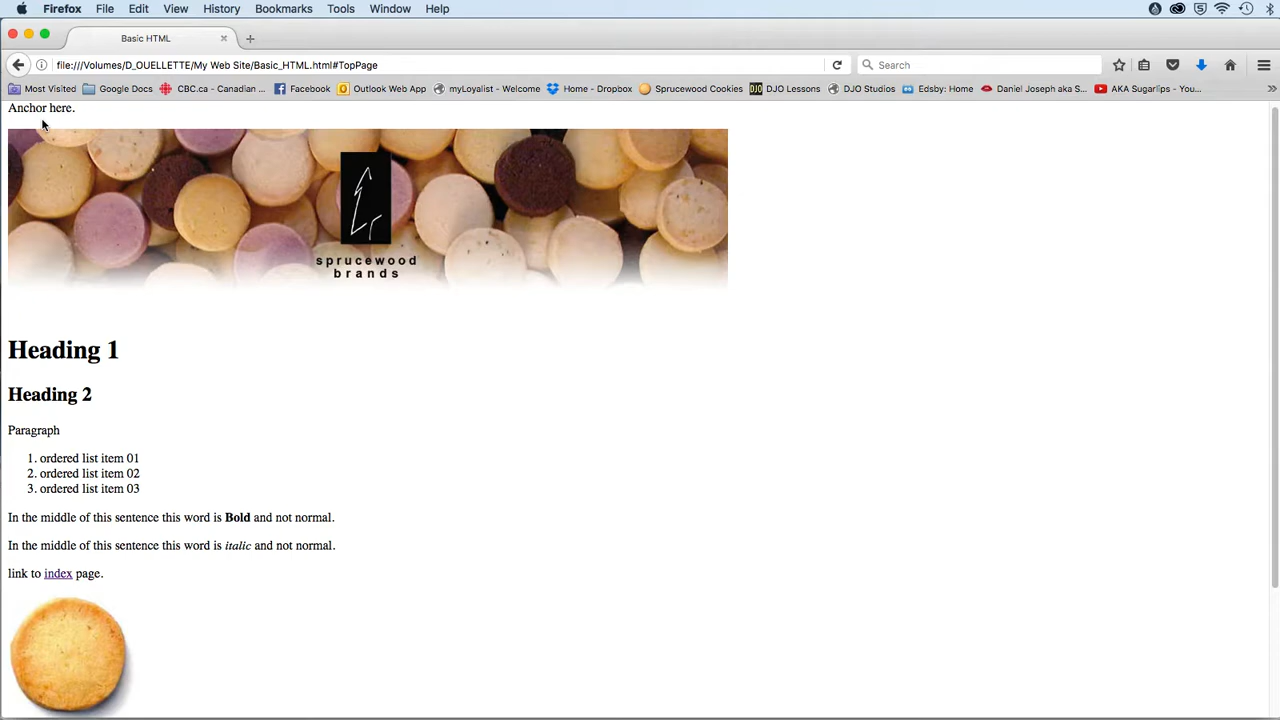 Firefox File Edit View History Bookmarks Tools Window Help
Basic HTML
file:///Volumes/D_OUELLETTE/My Web Site/Basic_HTML.html#TopPage
Search
Most Visited Google Docs CBC.ca - Canadian ... Facebook Outlook Web App myLoyalist - Welcome Home - Dropbox Sprucewood Cookies DJO Lessons DJO Studios Edsby: Home Daniel Joseph aka S... AKA Sugarlips - You...
Anchor here.
sprucewood
brands
Heading 1
Heading 2
Paragraph
1. ordered list item 01
2. ordered list item 02
3. ordered list item 03
In the middle of this sentence this word is Bold and not normal.
In the middle of this sentence this word is italic and not normal.
link to index page.